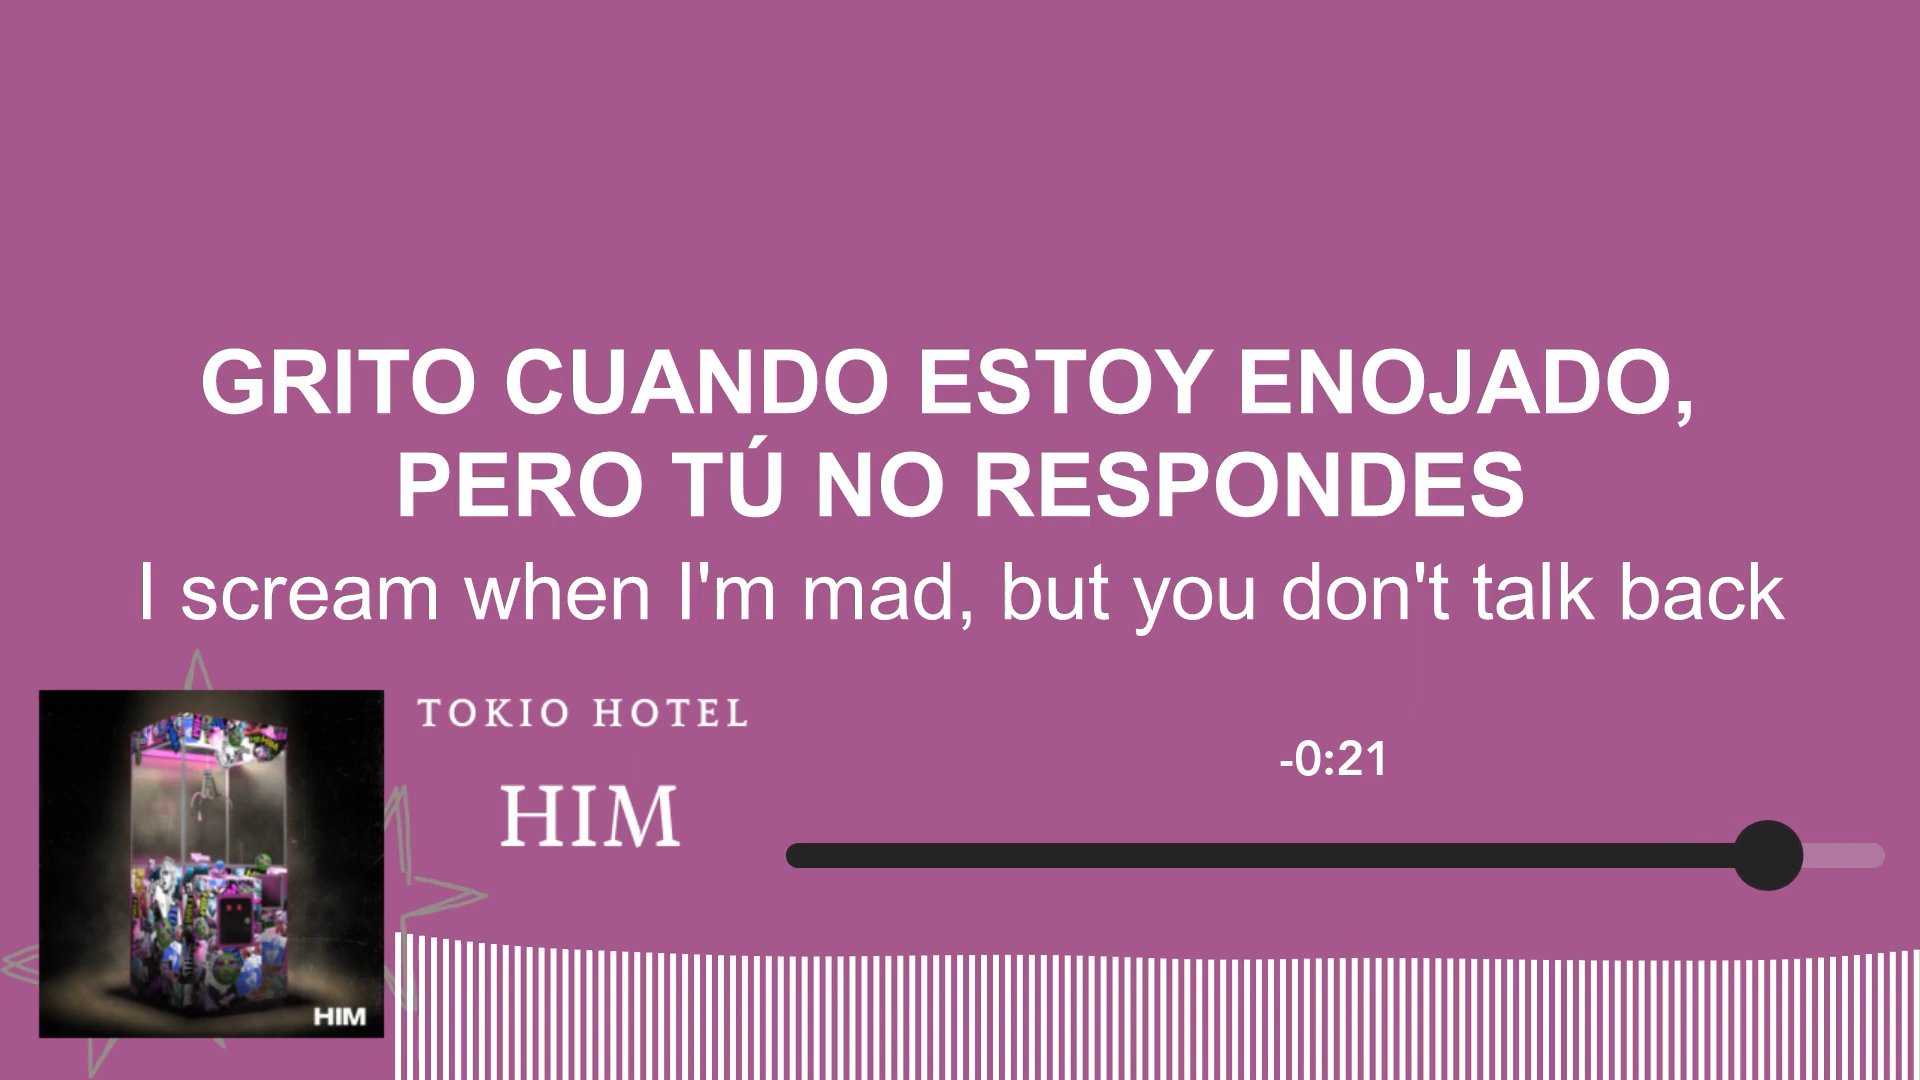 GRITO CUANDO ESTOY ENOJADO,
PERO TÚ NO RESPONDES
I scream when I'm mad, but you don't talk back
TOKIO HOTEL
HIM
-0:21
HIM